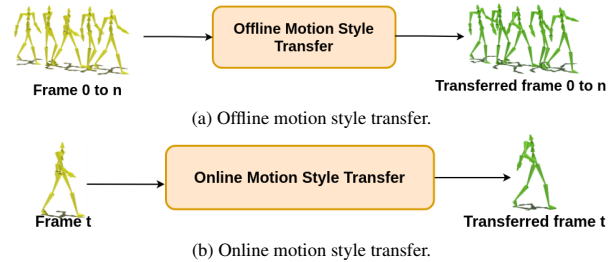 Offline Motion Style
Transfer
Frame 0 to n
Transferred frame 0 to n
(a) Offline motion style transfer.
Online Motion Style Transfer
Frame t
Transferred frame t
(b) Online motion style transfer.